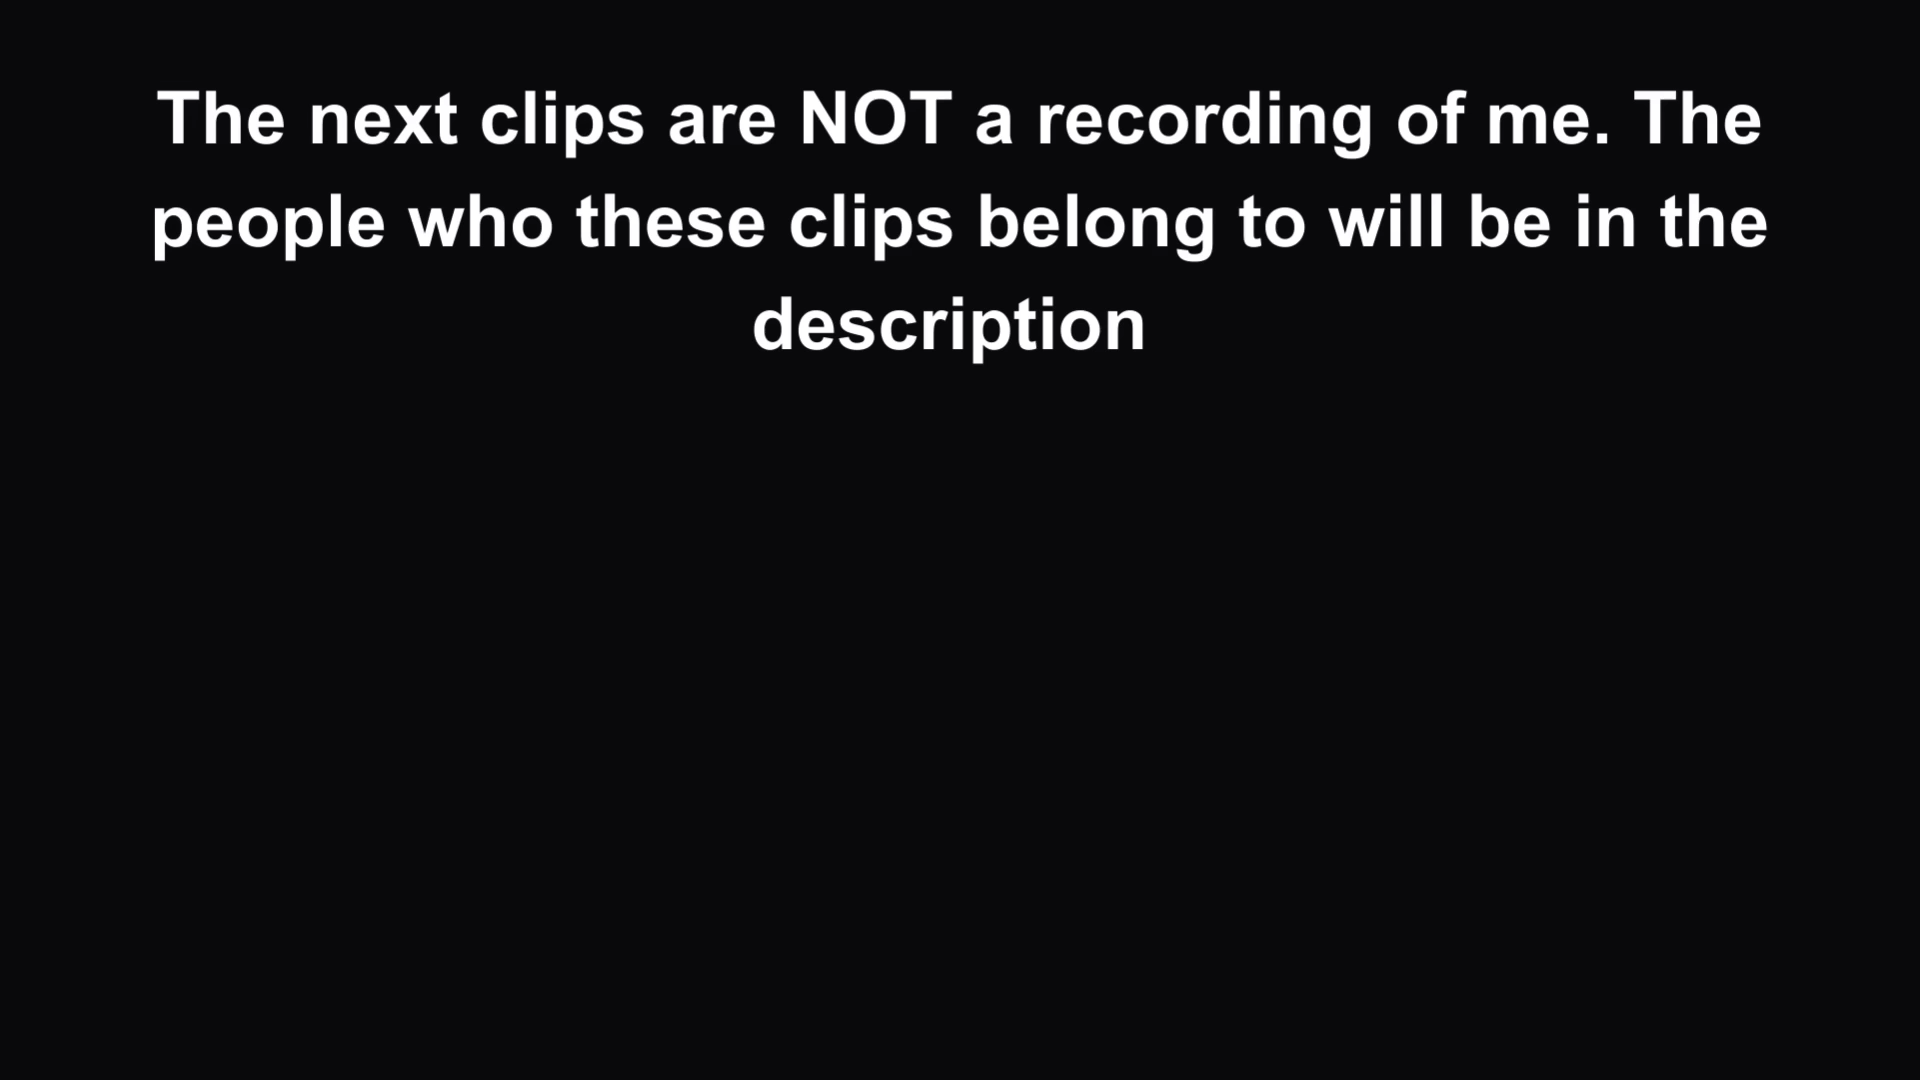 The next clips are NOT a recording of me. The
people who these clips belong to will be in the
description